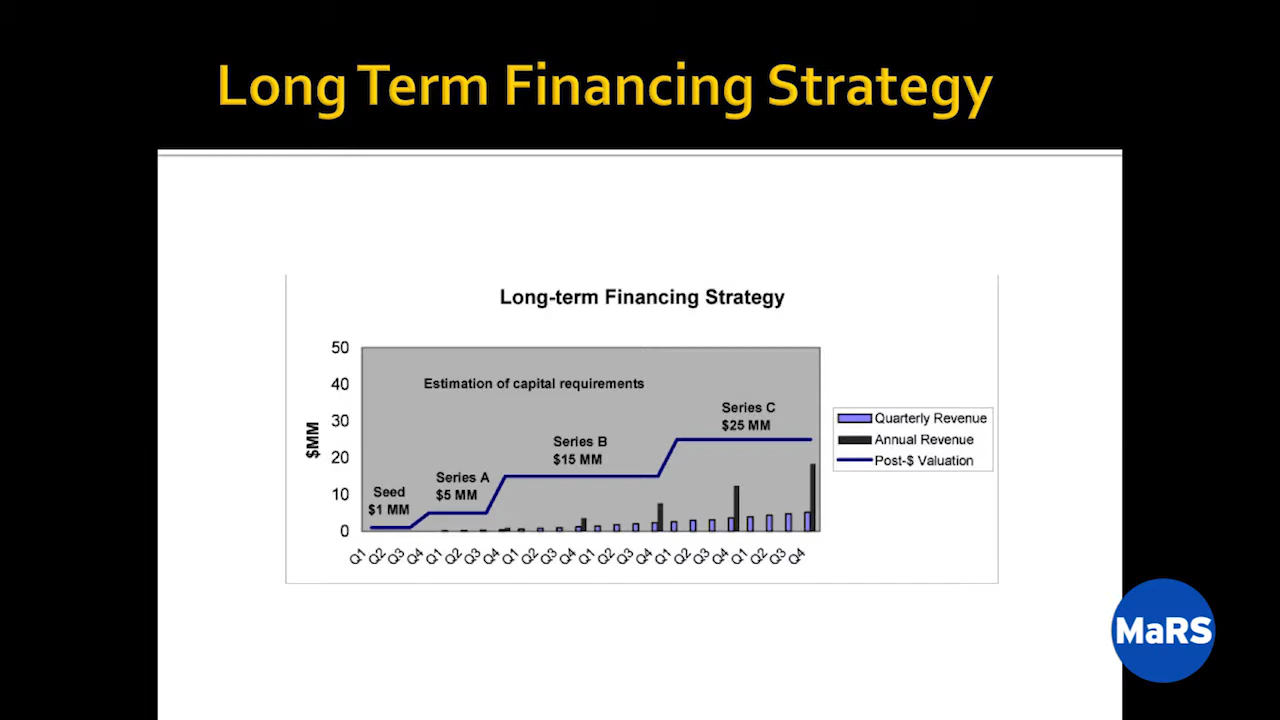 Long Term Financing Strategy
Long-term Financing Strategy
50
40
30
20
10
0
$MM
Estimation of capital requirements
Seed
$1 MM
Series A
$5 MM
Series B
$15 MM
Series C
$25 MM
Q1 Q2 Q3 Q4 Q1 Q2 Q3 Q4 Q1 Q2 Q3 Q4 Q1 Q2 Q3 Q4 Q1 Q2 Q3 Q4 Q1 Q2 Q3 Q4
Quarterly Revenue
Annual Revenue
Post-$ Valuation
MaRS